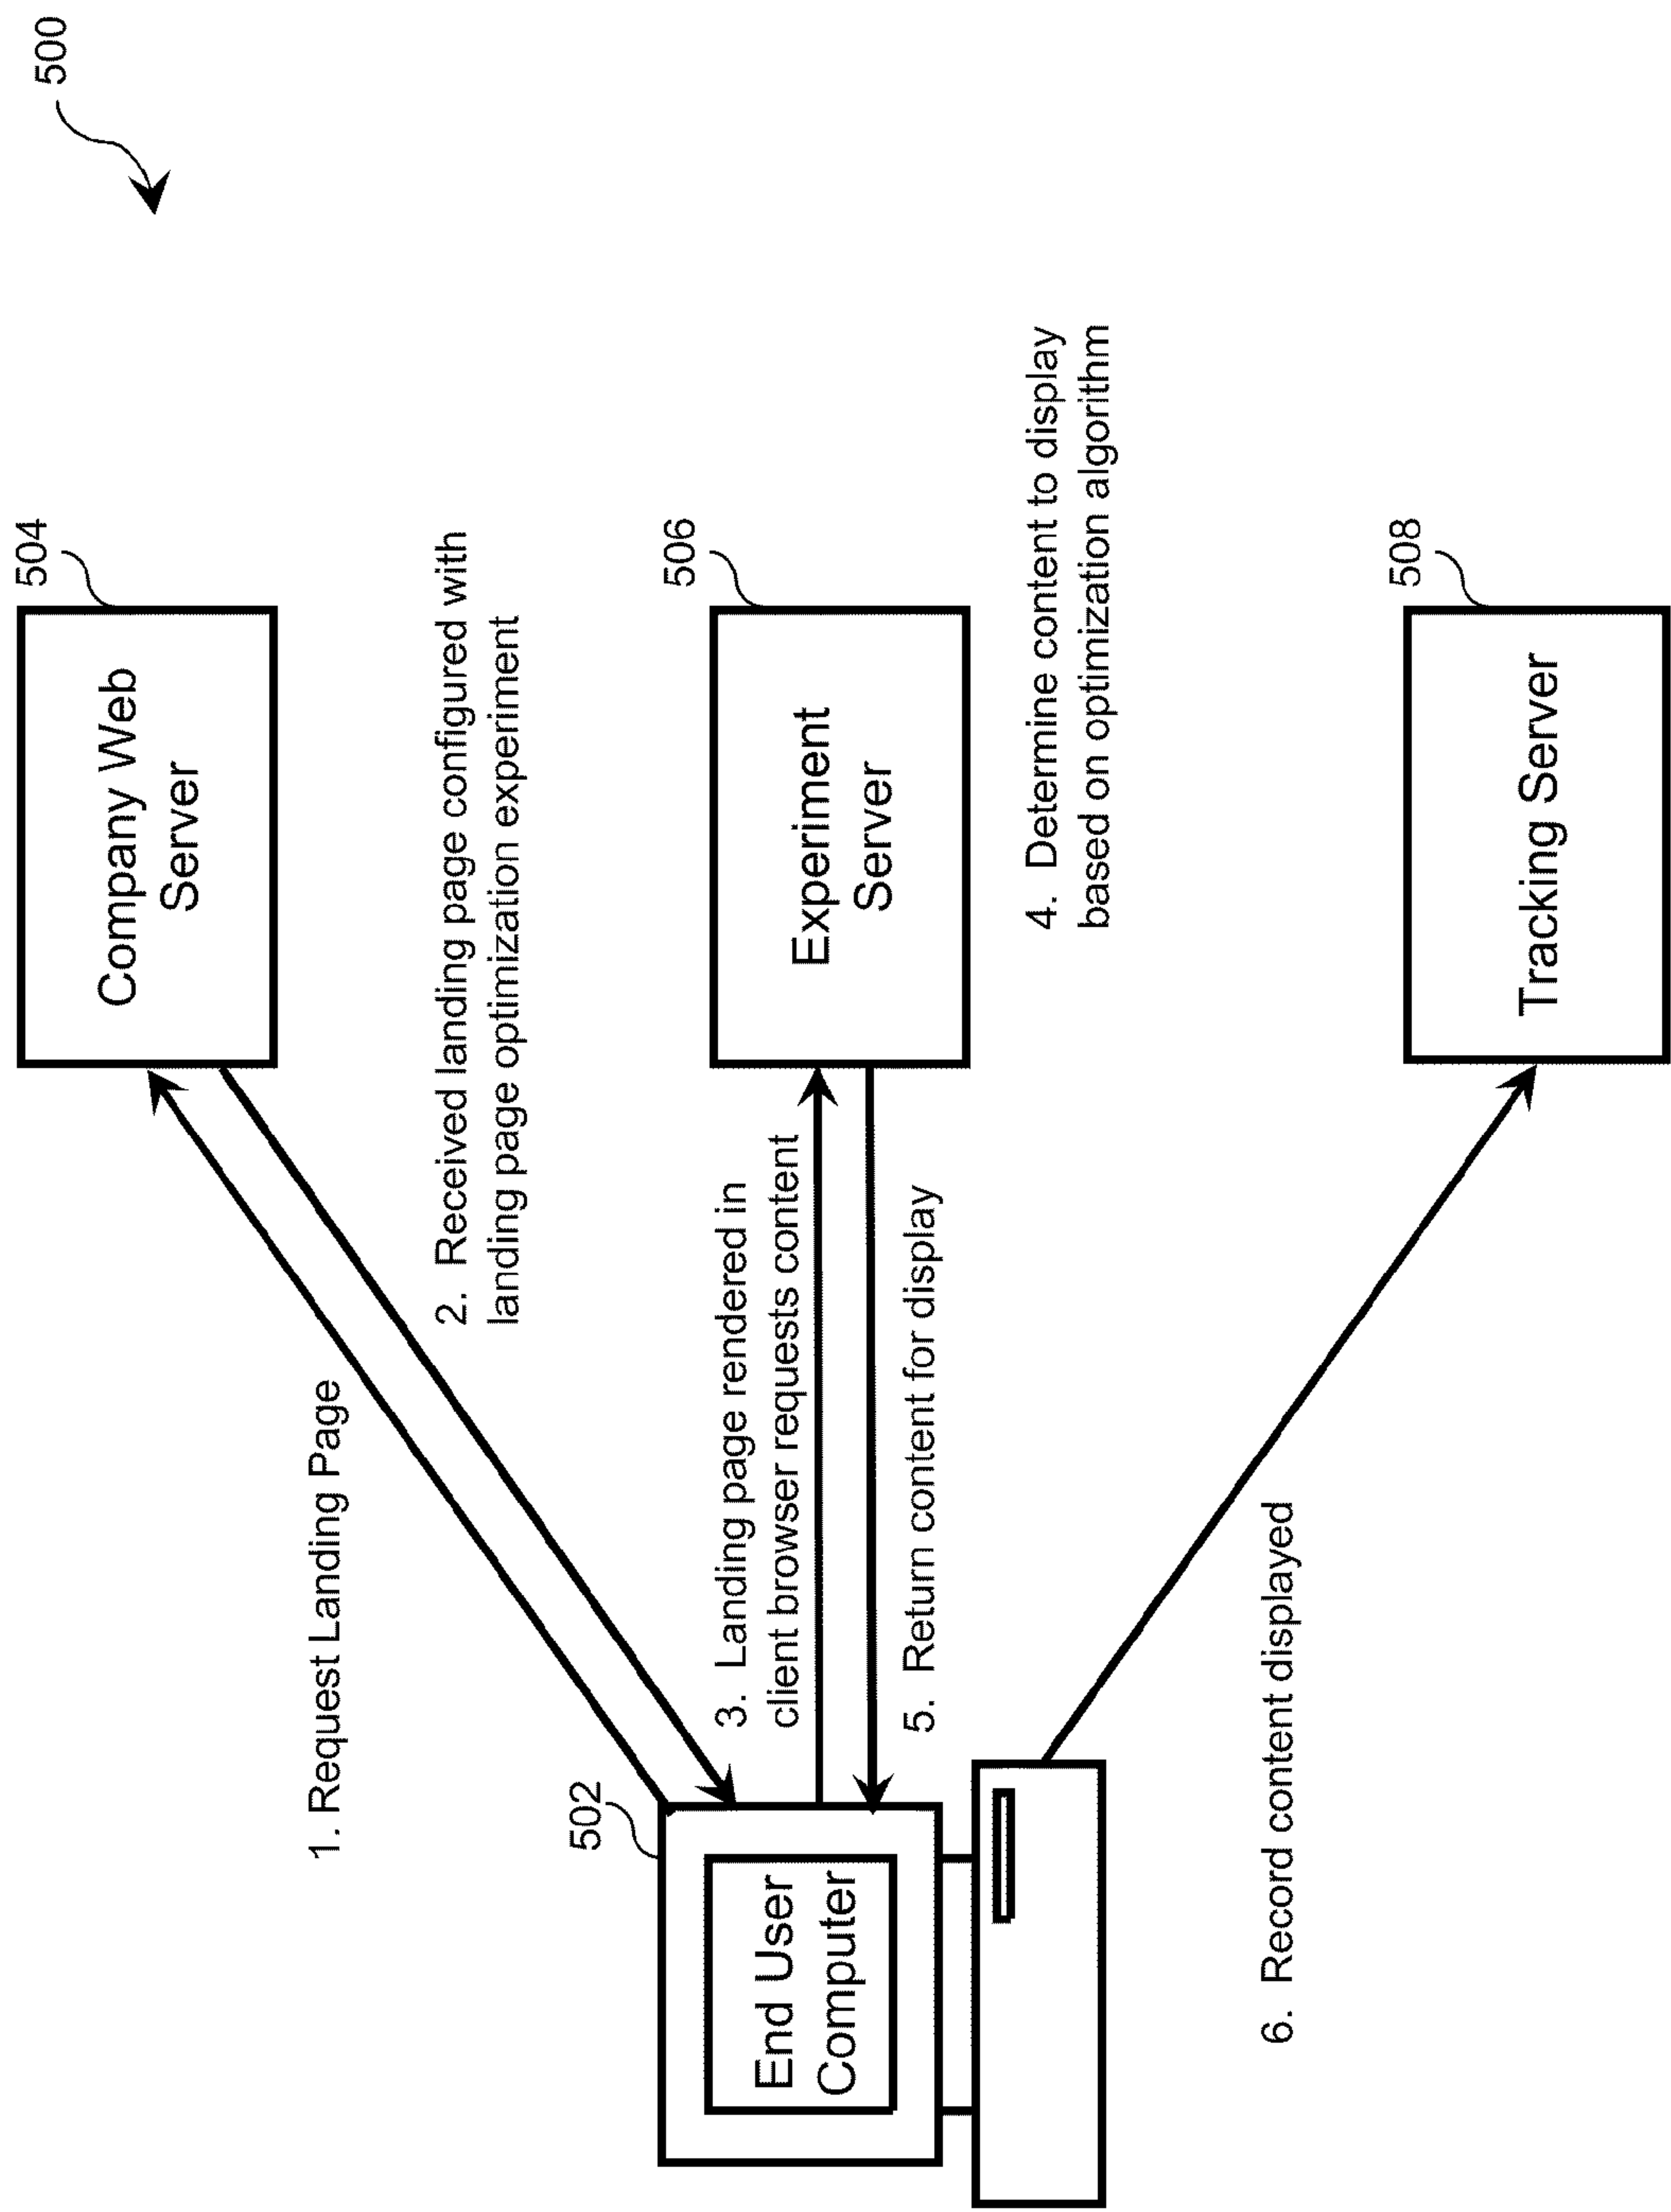 500
504
Company Web
Server
1. Request Landing Page
2. Received landing page configured with
landing page optimization experiment
502
End User
Computer
506
Experiment
Server
3. Landing page rendered in
client browser requests content
5. Return content for display
4. Determine content to display
based on optimization algorithm
508
Tracking Server
6. Record content displayed